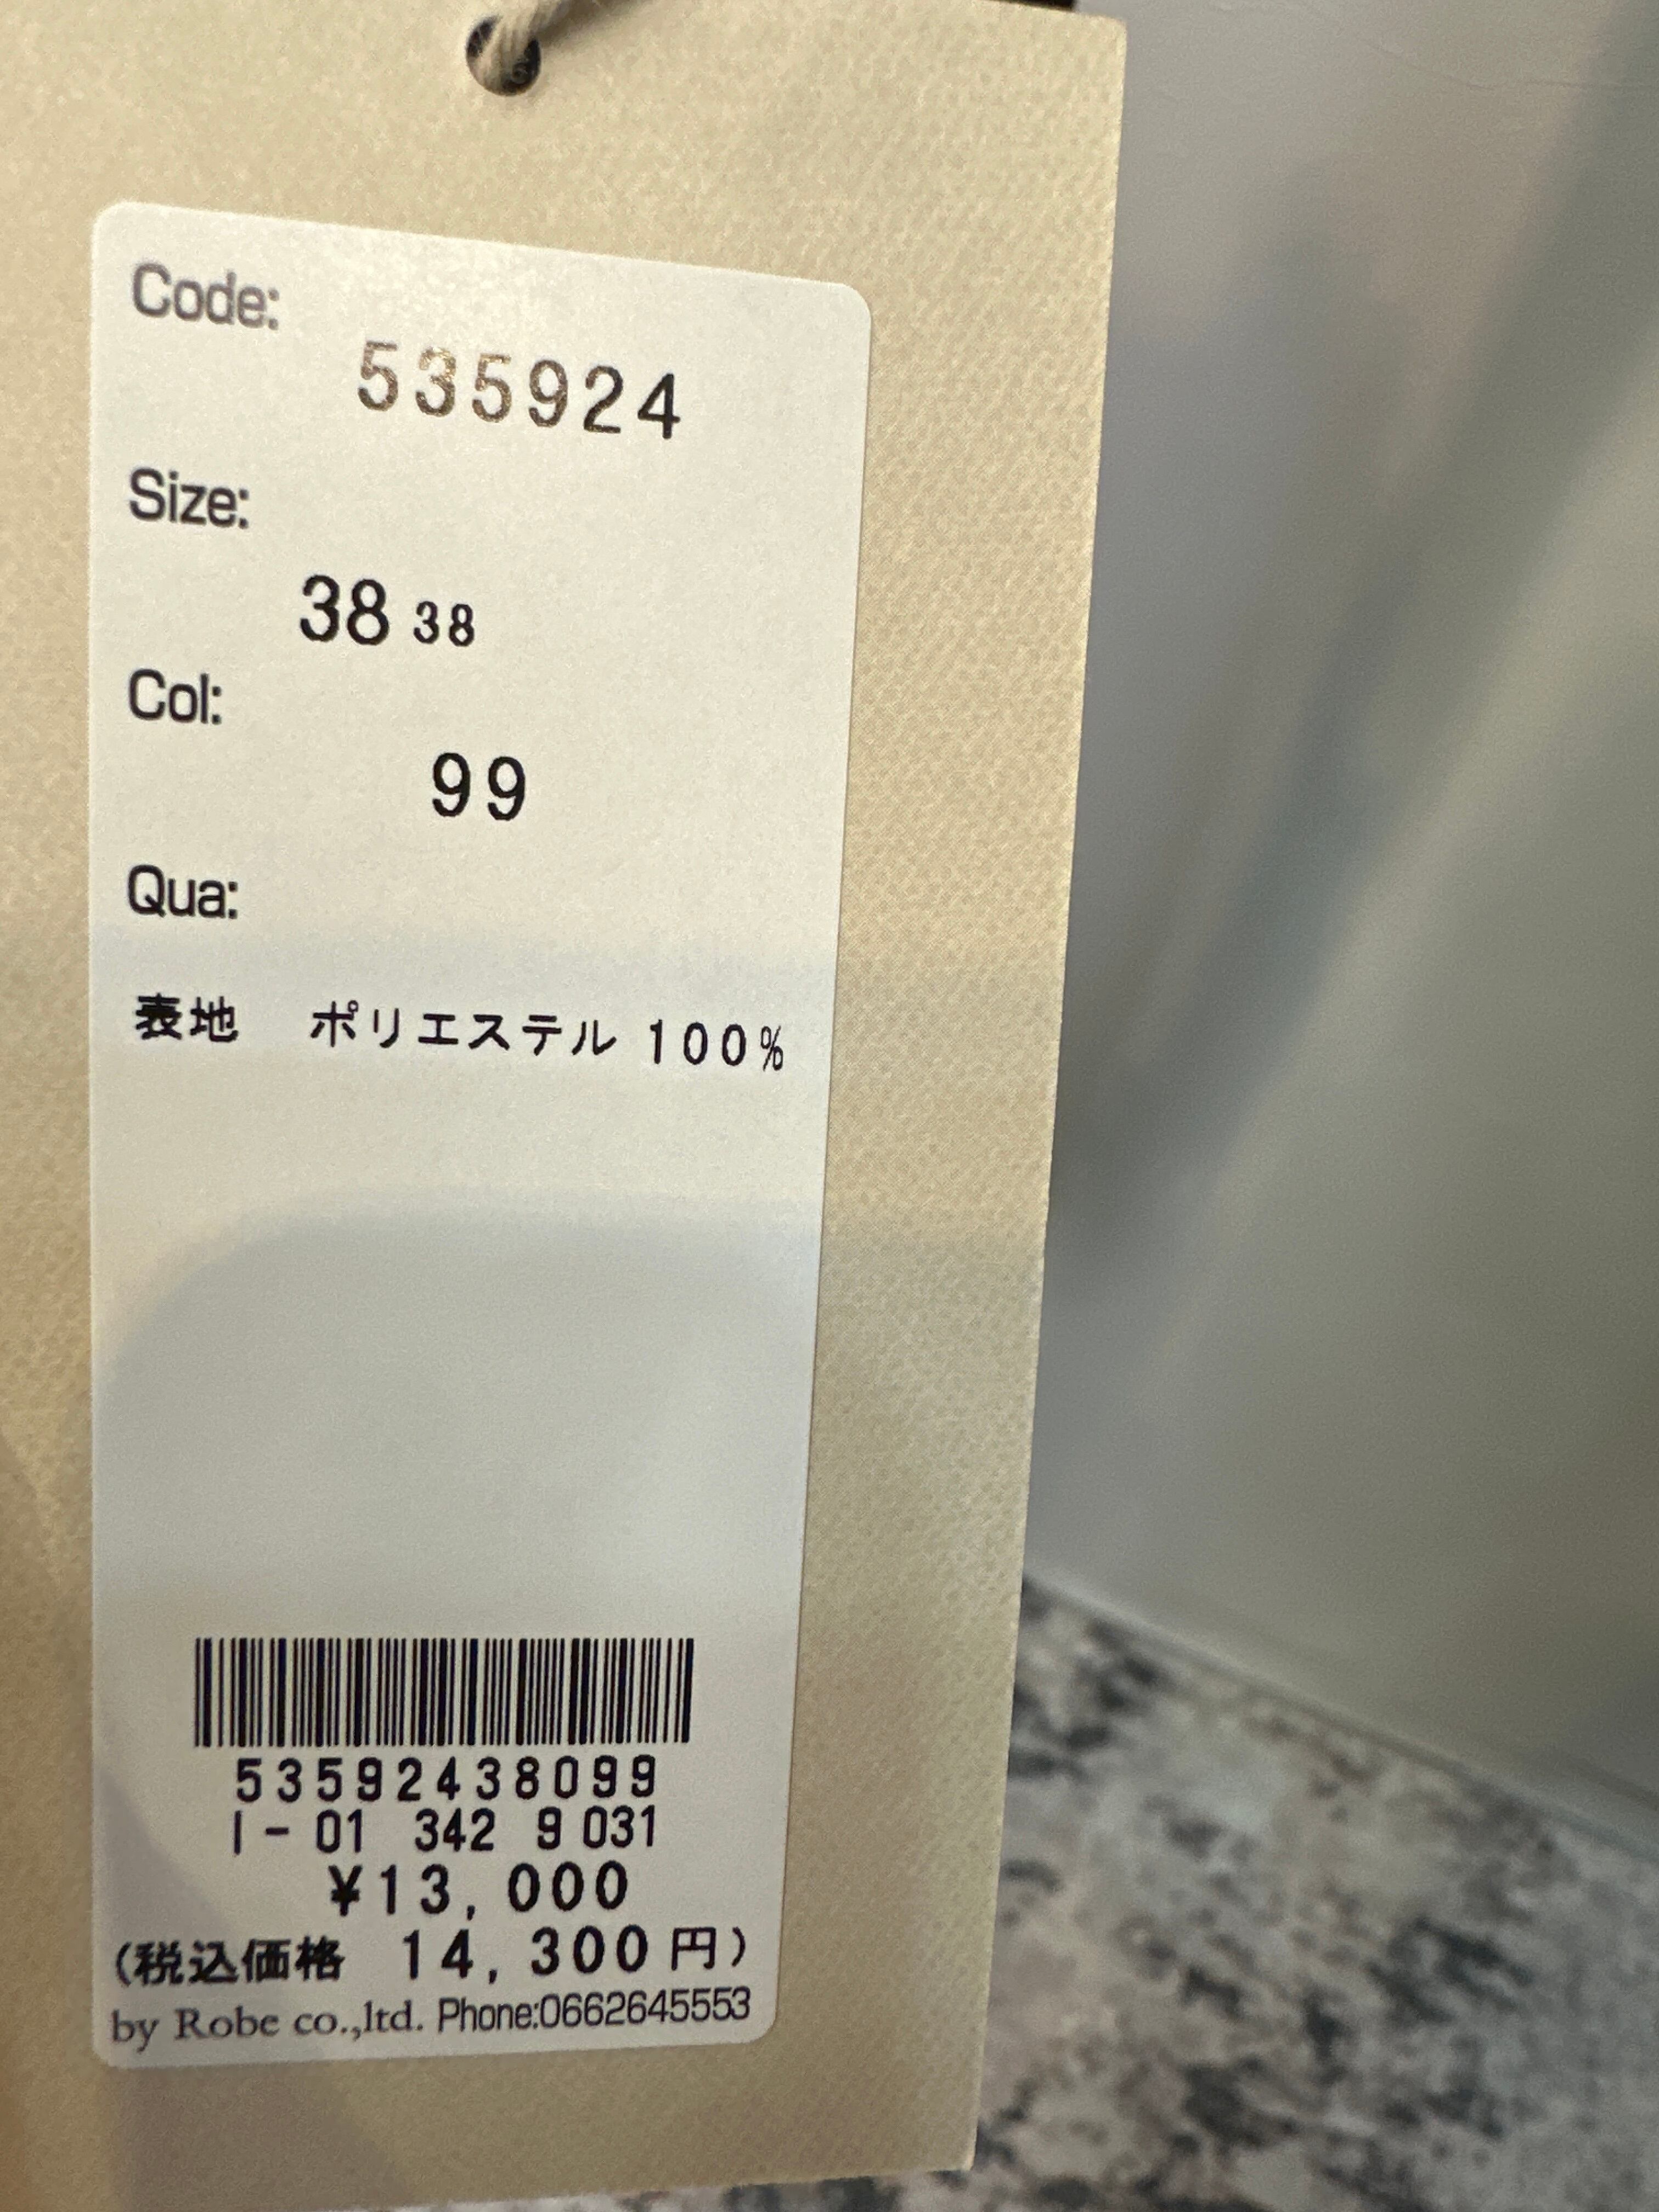 Code:
535924
Size:
38 38
Col:
99
Qua:
表地 ポリエステル 100%
53592438099
I-01 342 9 031
¥13,000
(税込価格 14,300円)
by Robe co.,ltd. Phone:0662645553